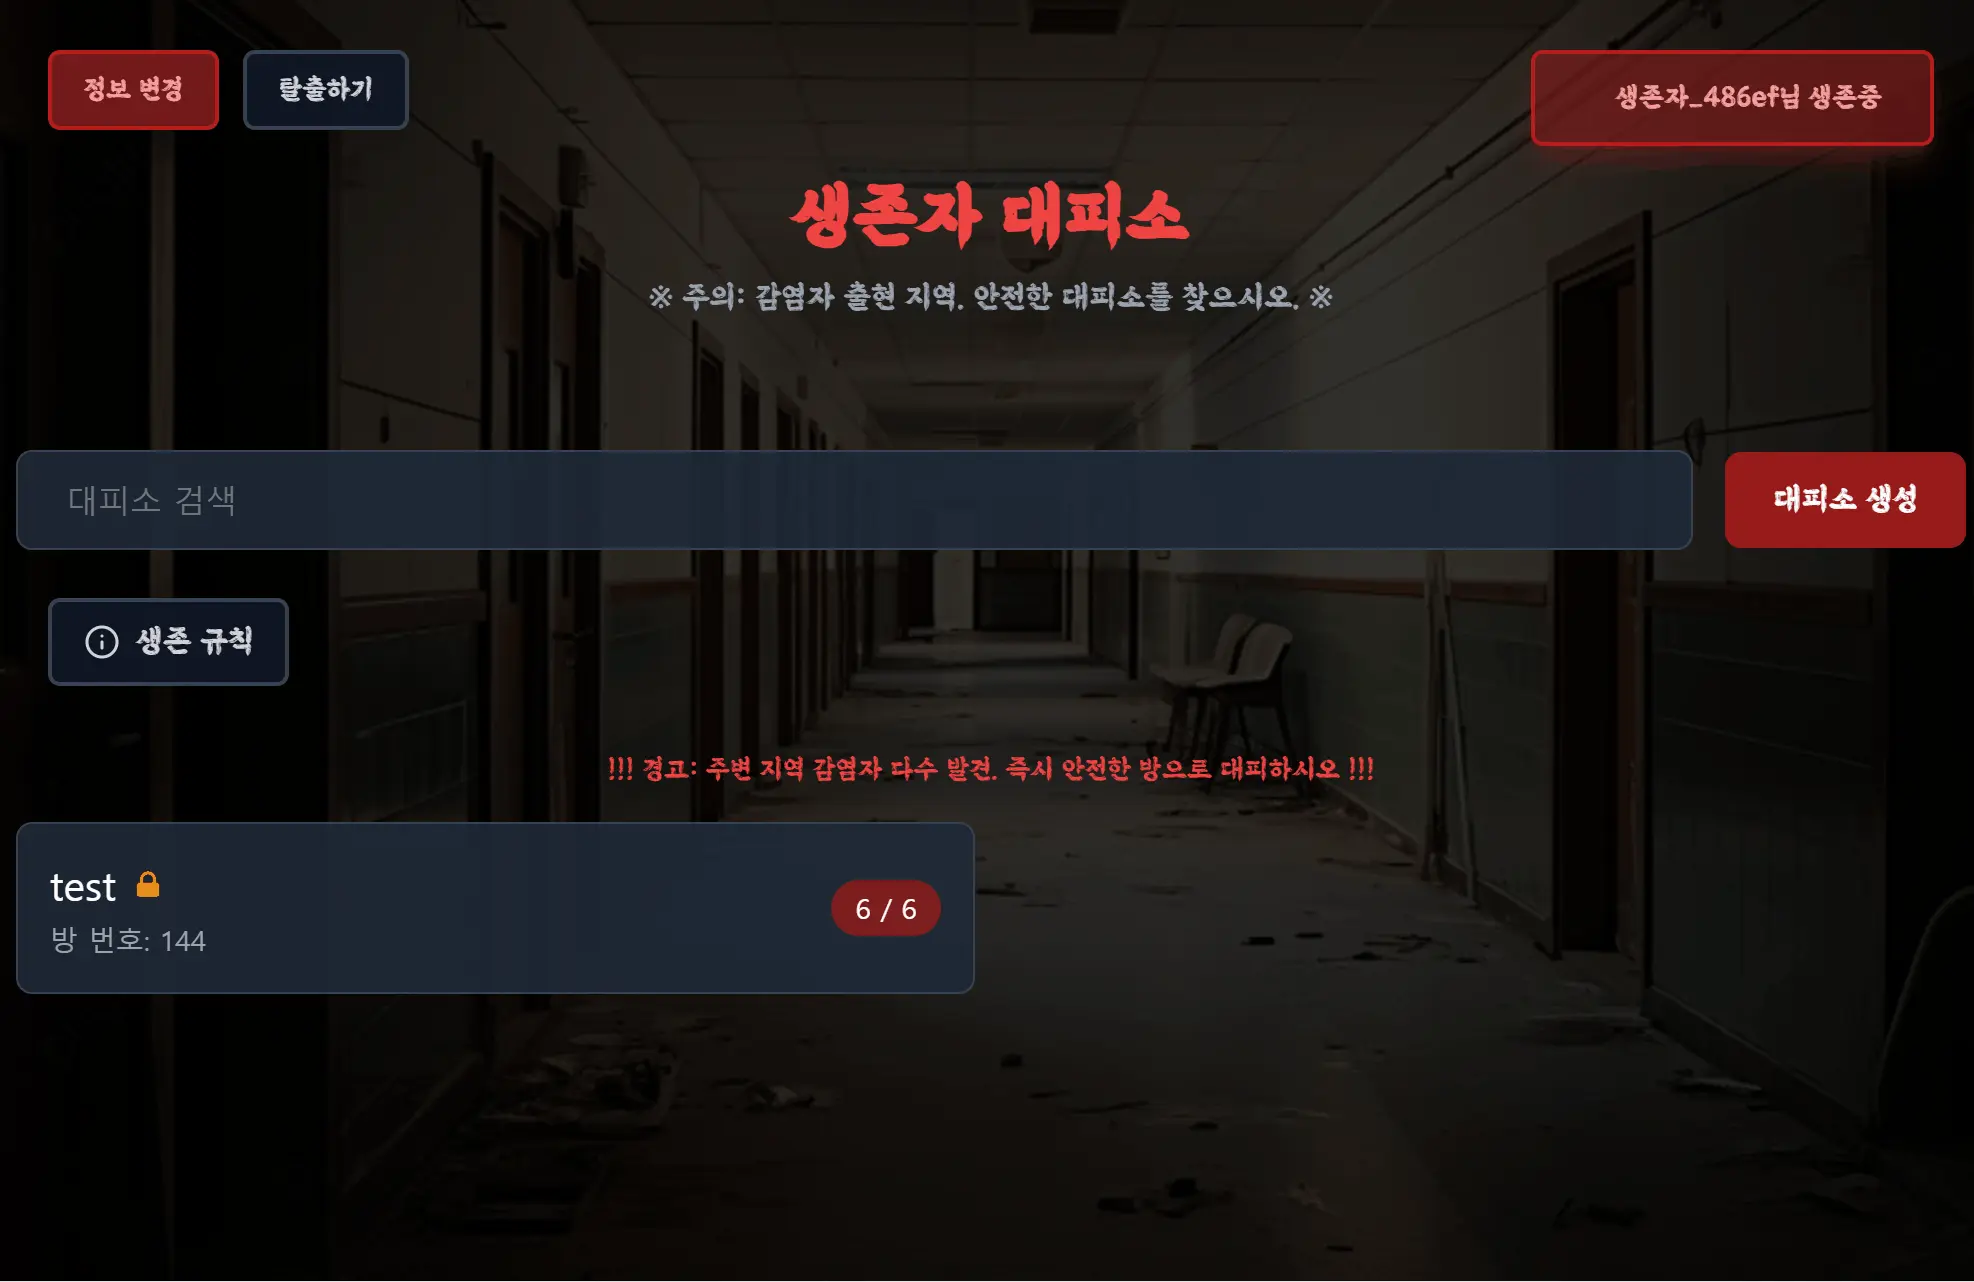 정보 변경
탈출하기
생존자_486ef님 생존중
생존자 대피소
※ 주의: 감염자 출현 지역. 안전한 대피소를 찾으시오. ※
대피소 검색
대피소 생성
생존 규칙
!!! 경고: 주변 지역 감염자 다수 발견. 즉시 안전한 방으로 대피하시오 !!!
test
6 / 6
방 번호: 144